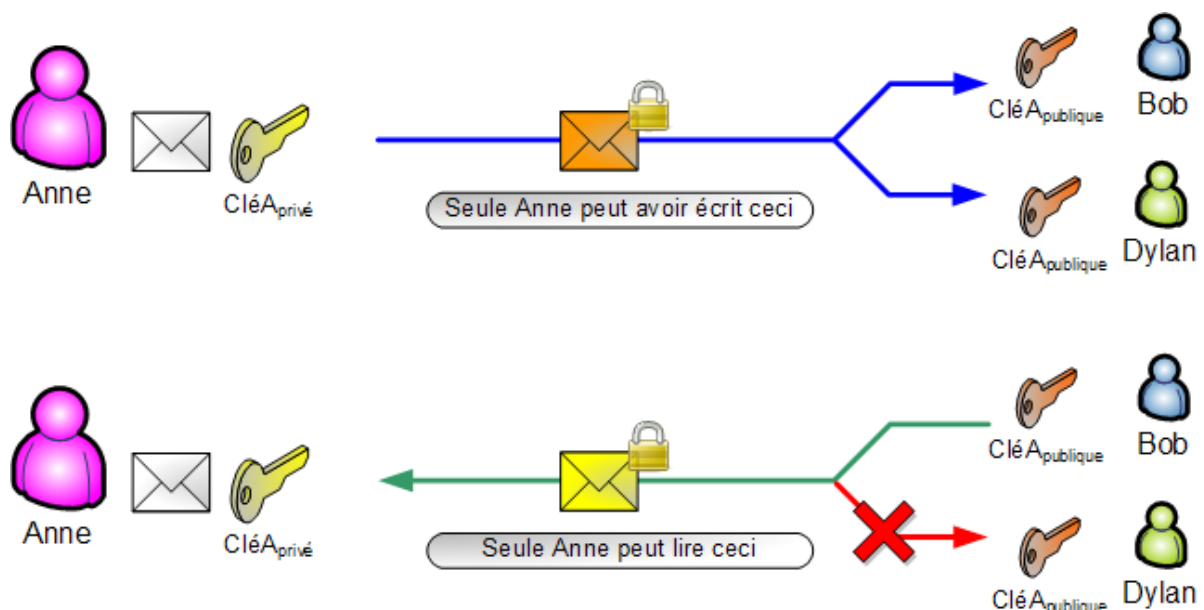 Bob
CléApublique
Anne
CléAprivé
Seule Anne peut avoir écrit ceci
CléApublique
Dylan
Bob
CléApublique
Anne
CléAprivé
Seule Anne peut lire ceci
CléApublique
Dylan